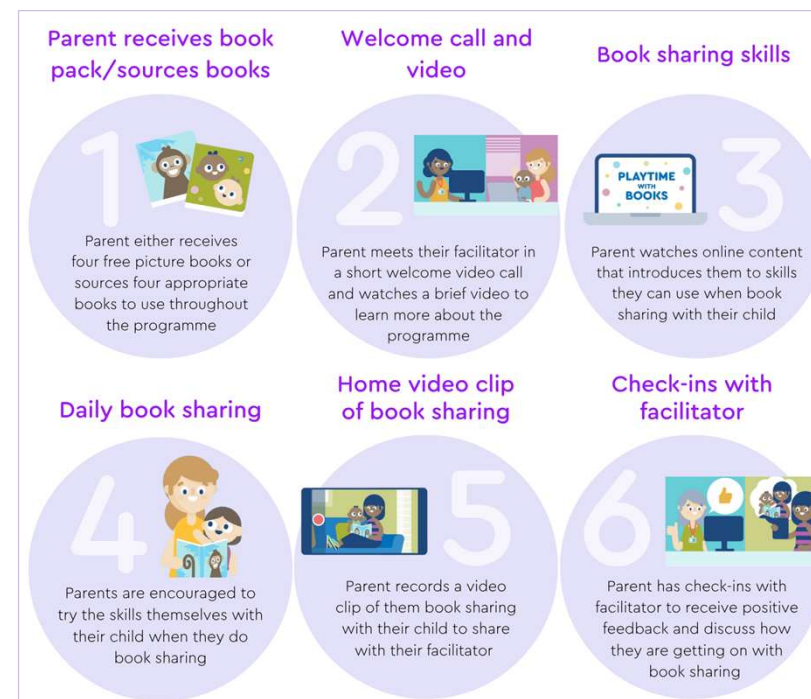 Parent receives book
pack/sources books
1
Parent either receives
four free picture books or
sources four appropriate
books to use throughout
the programme
Welcome call and
video
2
Parent meets their facilitator in
a short welcome video call
and watches a brief video to
learn more about the
programme
Book sharing skills
PLAYTIME
WITH
BOOKS
3
Parent watches online content
that introduces them to skills
they can use when book
sharing with their child
Daily book sharing
4
Parents are encouraged to
try the skills themselves with
their child when they do
book sharing
Home video clip
of book sharing
5
Parent records a video
clip of them book sharing
with their child to share
with their facilitator
Check-ins with
facilitator
6
Parent has check-ins with
facilitator to receive positive
feedback and discuss how
they are getting on with
book sharing